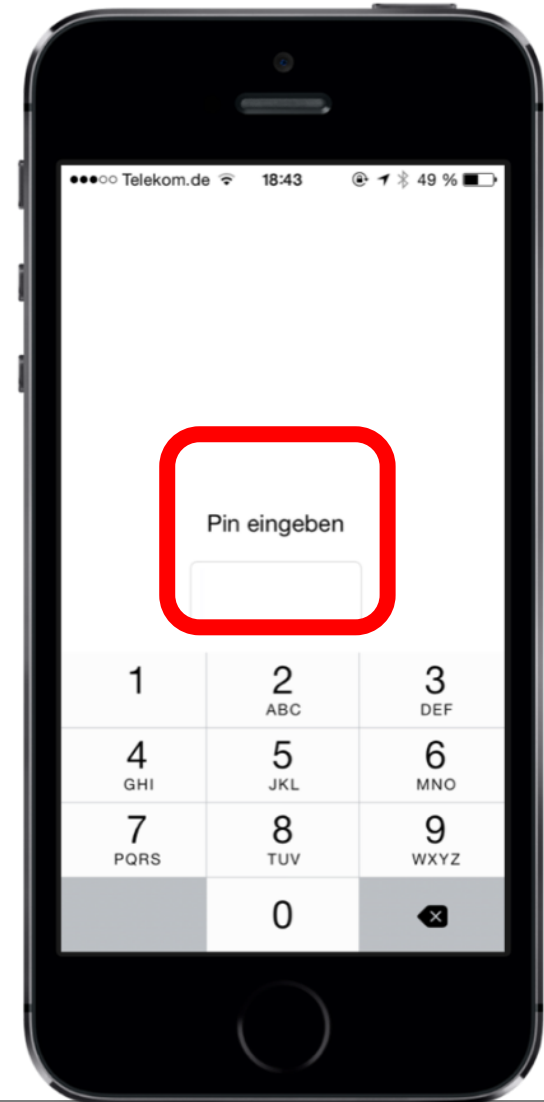 Telekom.de 18:43 49 %
Pin eingeben
1 2 3
ABC DEF
4 5 6
GHI JKL MNO
7 8 9
PQRS TUV WXYZ
0